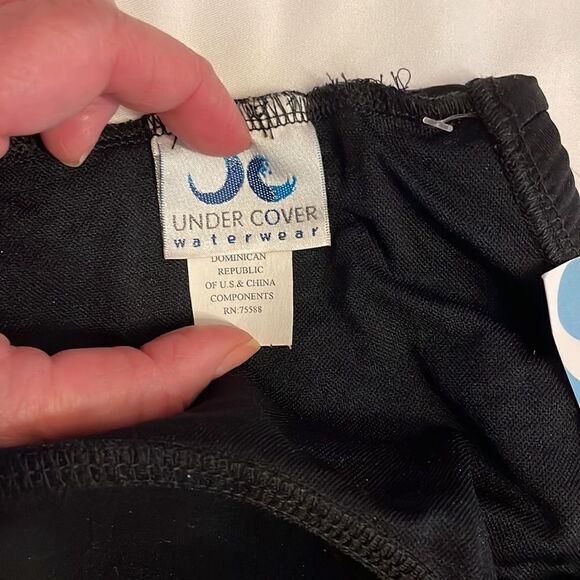 UNDER COVER
waterwear
DOMINICAN
REPUBLIC
OF U.S.& CHINA
COMPONENTS
RN:75588